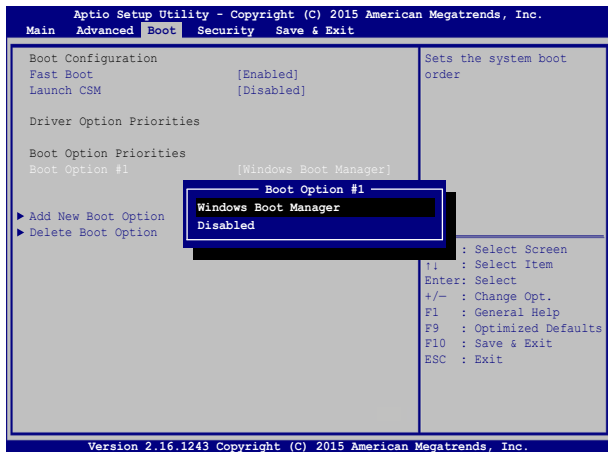 Aptio Setup Utility - Copyright (C) 2015 American Megatrends, Inc.
Main Advanced Boot Security Save & Exit
Boot Configuration
Fast Boot [Enabled]
Launch CSM [Disabled]
Driver Option Priorities
Boot Option Priorities
Boot Option #1 [Windows Boot Manager]
Add New Boot Option
Delete Boot Option
Boot Option #1
Windows Boot Manager
Disabled
Sets the system boot
order
: Select Screen
↑↓ : Select Item
Enter: Select
+/— : Change Opt.
F1 : General Help
F9 : Optimized Defaults
F10 : Save & Exit
ESC : Exit
Version 2.16.1243 Copyright (C) 2015 American Megatrends, Inc.